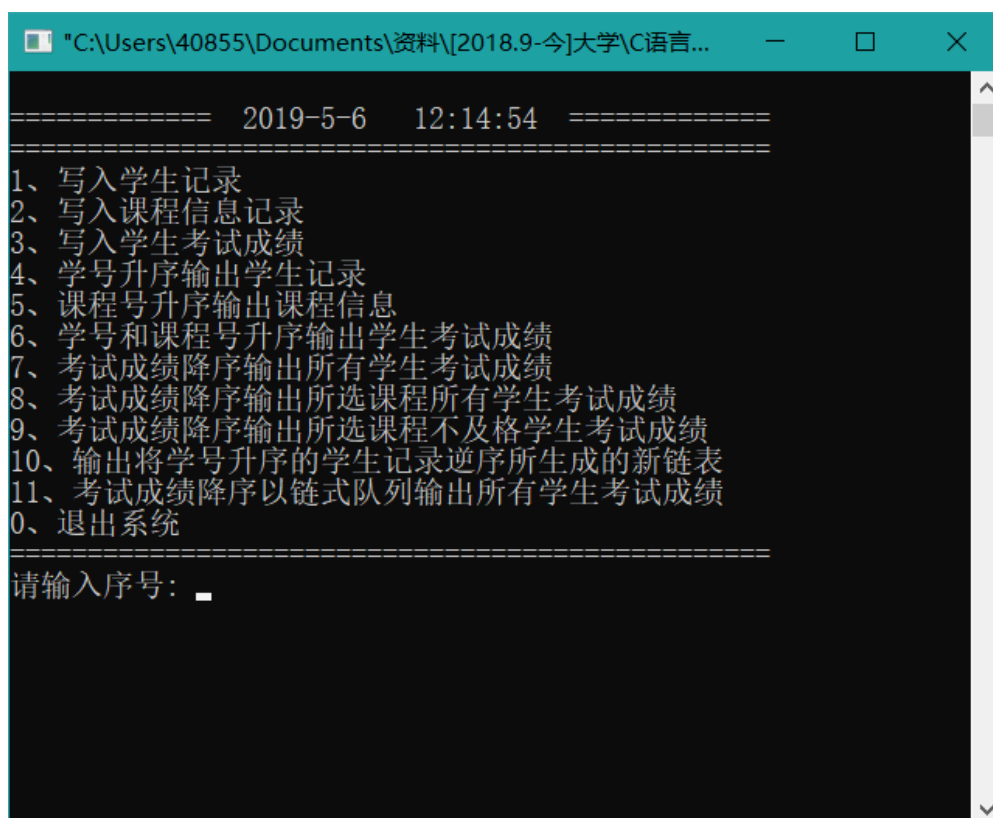 "C:\Users\40855\Documents\资料\[2018.9-今]大学\C语言...
============= 2019-5-6 12:14:54 =============
=================================================
1、写入学生记录
2、写入课程信息记录
3、写入学生考试成绩
4、学号升序输出学生记录
5、课程号升序输出课程信息
6、学号和课程号升序输出学生考试成绩
7、考试成绩降序输出所有学生考试成绩
8、考试成绩降序输出所选课程所有学生考试成绩
9、考试成绩降序输出所选课程不及格学生考试成绩
10、输出将学号升序的学生记录逆序所生成的新链表
11、考试成绩降序以链式队列输出所有学生考试成绩
0、退出系统
=================================================
请输入序号: _